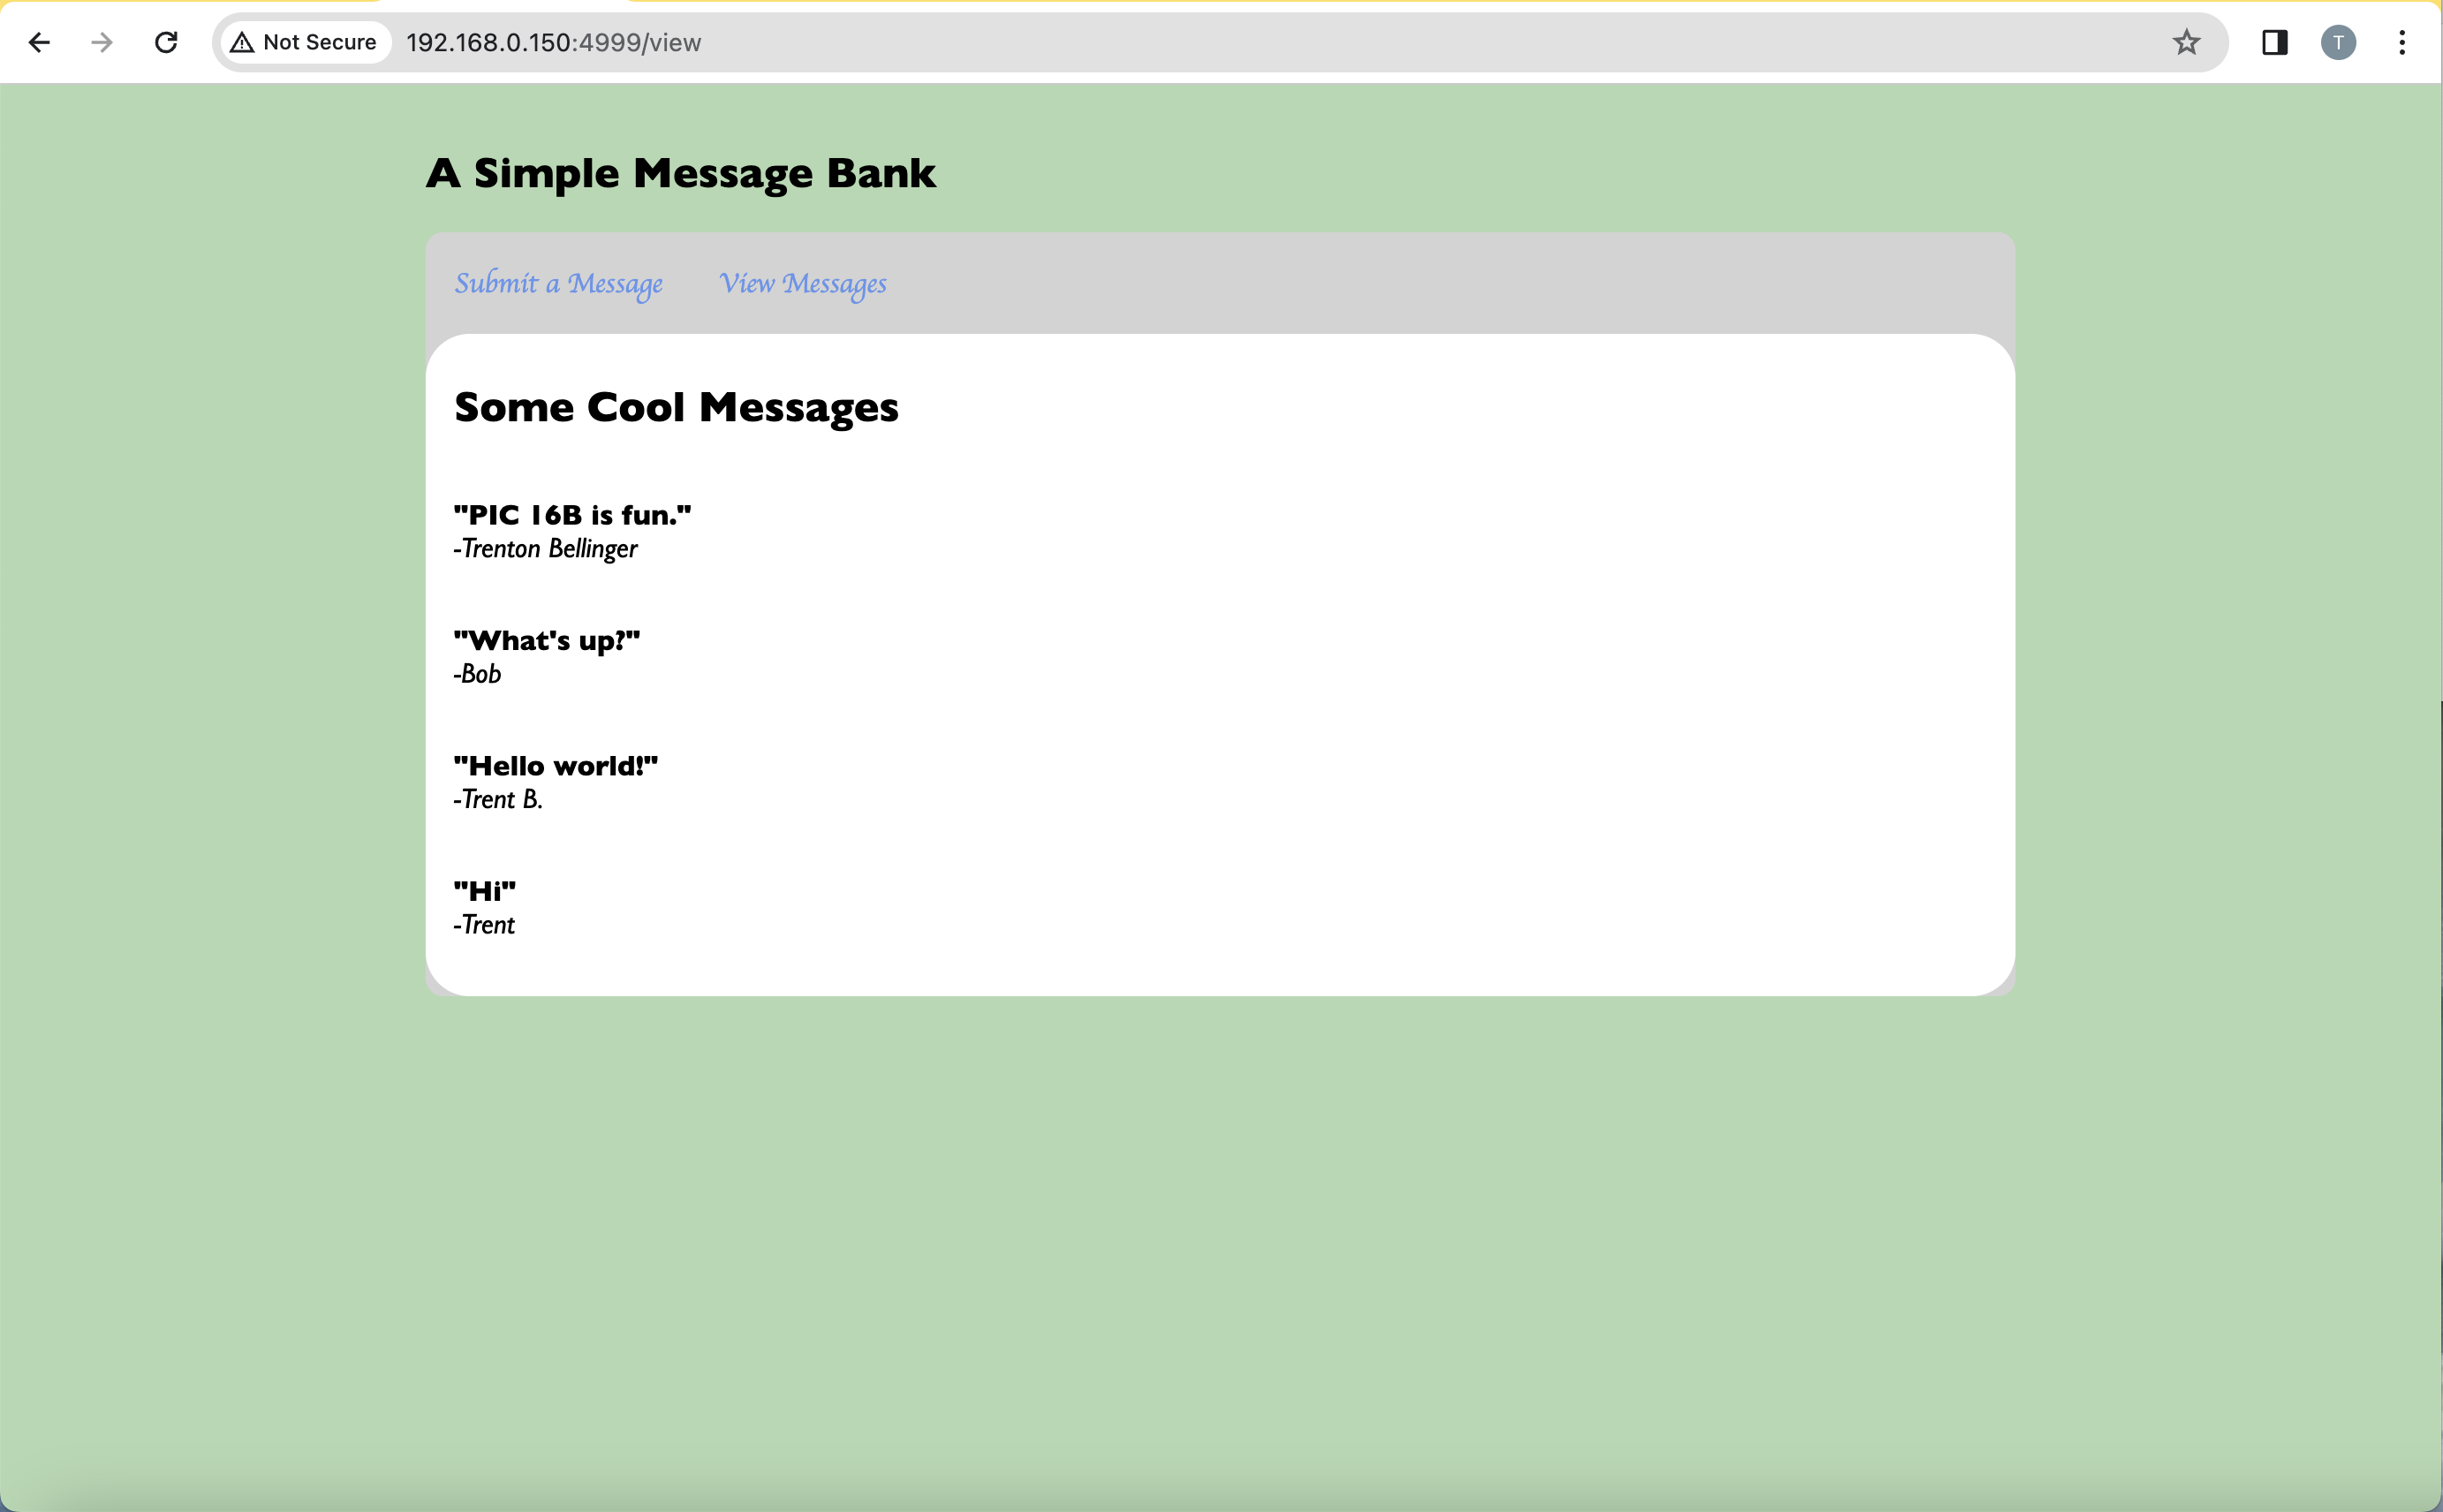 Not Secure 192.168.0.150:4999/view T
A Simple Message Bank
Submit a Message View Messages
Some Cool Messages
"PIC 16B is fun."
-Trenton Bellinger
"What's up?"
-Bob
"Hello world!"
-Trent B.
"Hi"
-Trent